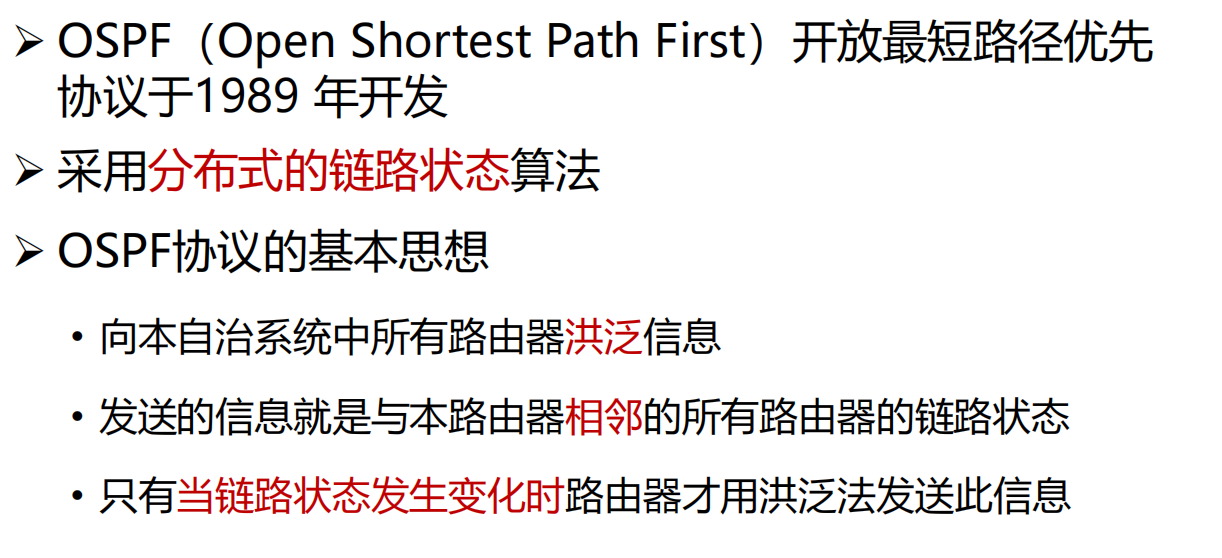 ➢ OSPF（Open Shortest Path First）开放最短路径优先
协议于1989 年开发
➢ 采用分布式的链路状态算法
➢ OSPF协议的基本思想
• 向本自治系统中所有路由器洪泛信息
• 发送的信息就是与本路由器相邻的所有路由器的链路状态
• 只有当链路状态发生变化时路由器才用洪泛法发送此信息